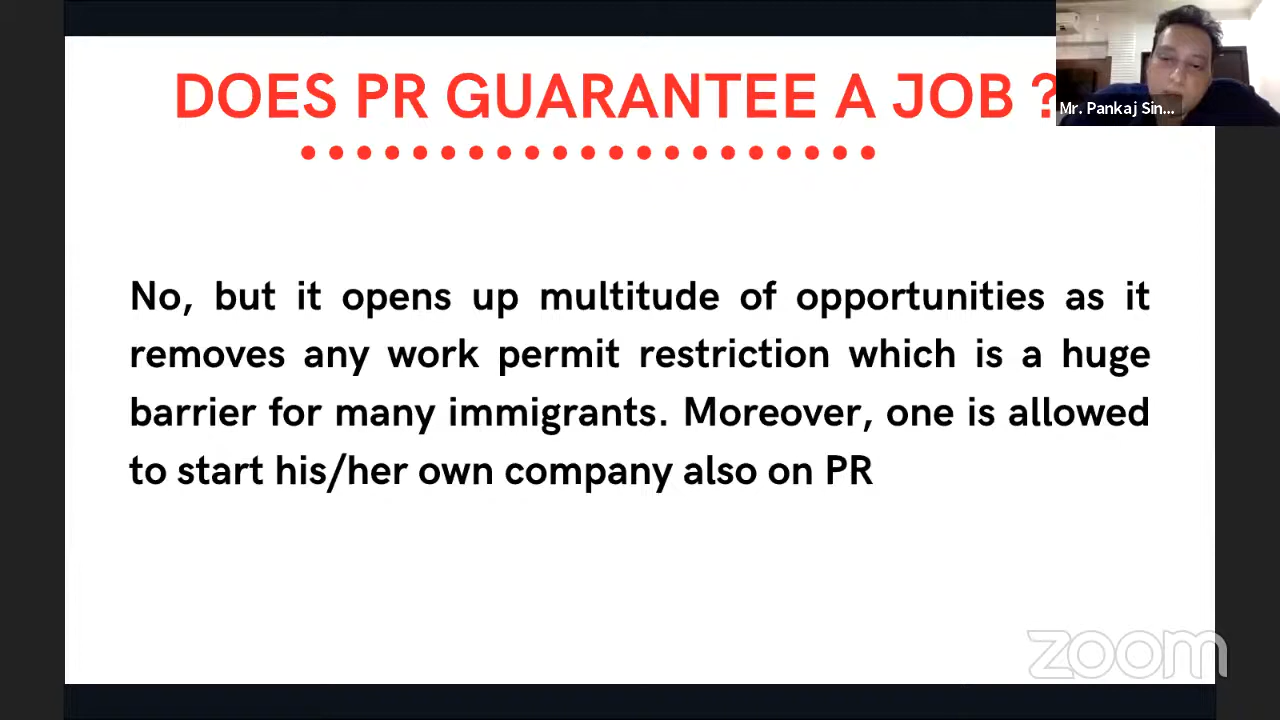 DOES PR GUARANTEE A JOB ?
Mr. Pankaj Sin...
No, but it opens up multitude of opportunities as it
removes any work permit restriction which is a huge
barrier for many immigrants. Moreover, one is allowed
to start his/her own company also on PR
zoom